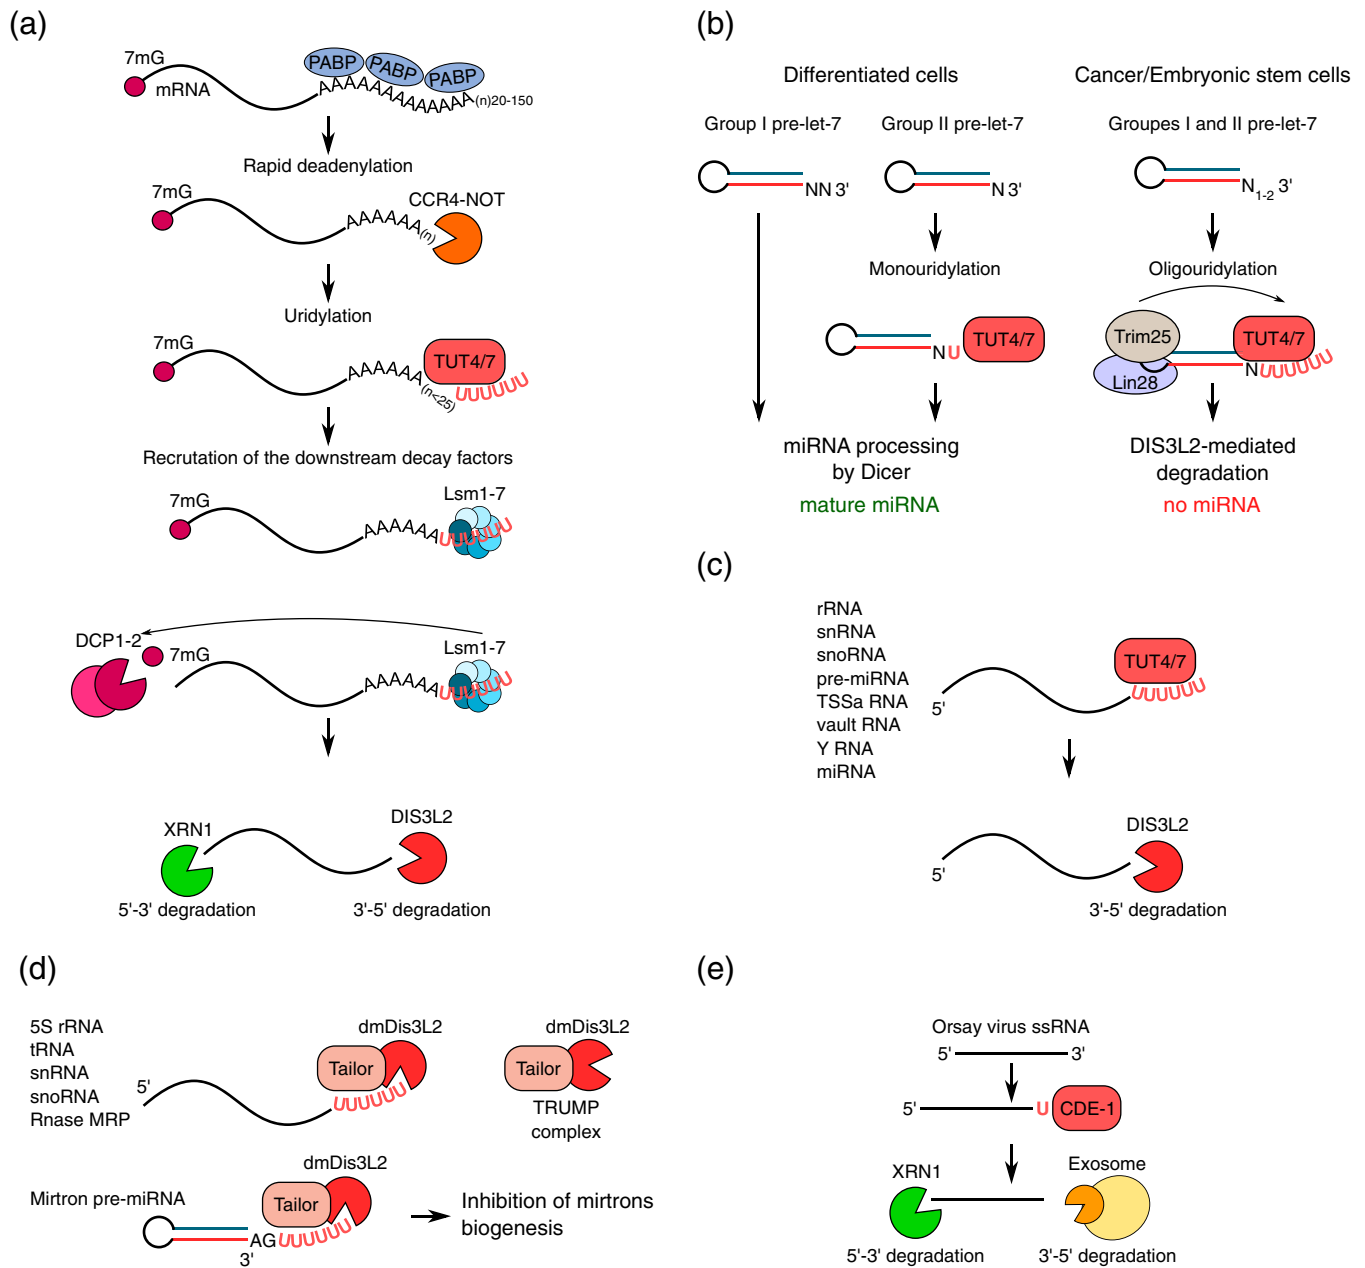 (a)
7mG
mRNA
PABP
PABP
PABP
AAAAAAAAAAAAAA(n)20-150
Rapid deadenylation
7mG
CCR4-NOT
AAAAAA(n)
Uridylation
7mG
TUT4/7
AAAAAA(n<25)
UUUUUU
Recrutation of the downstream decay factors
7mG
Lsm1-7
AAAAAA
UUUUUU
DCP1-2
7mG
Lsm1-7
AAAAAA
UUUUUU
XRN1
DIS3L2
5'-3' degradation
3'-5' degradation
(b)
Differentiated cells
Cancer/Embryonic stem cells
Group I pre-let-7
Group II pre-let-7
Groupes I and II pre-let-7
NN 3'
N 3'
N1-2 3'
Monouridylation
Oligouridylation
N U TUT4/7
Trim25
TUT4/7
Lin28
NUUUUUU
miRNA processing
by Dicer
mature miRNA
DIS3L2-mediated
degradation
no miRNA
(c)
rRNA
snRNA
snoRNA
pre-miRNA
TSSa RNA
vault RNA
Y RNA
miRNA
5'
TUT4/7
UUUUUU
5'
DIS3L2
3'-5' degradation
(d)
5S rRNA
tRNA
snRNA
snoRNA
Rnase MRP
5'
dmDis3L2
Tailor
UUUUUU
dmDis3L2
Tailor
TRUMP
complex
Mirtron pre-miRNA
dmDis3L2
Tailor
AG UUUUUU
3'
Inhibition of mirtrons
biogenesis
(e)
Orsay virus ssRNA
5'
3'
5'
U CDE-1
XRN1
Exosome
5'-3' degradation
3'-5' degradation